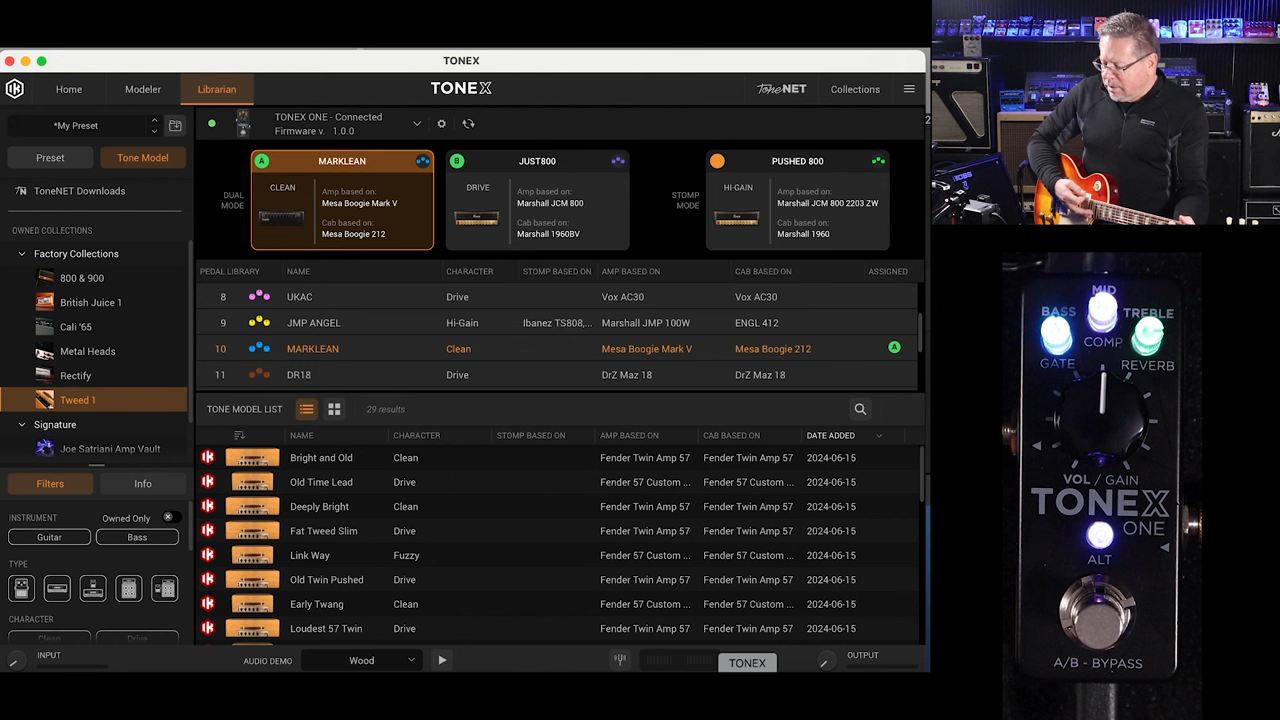 TONEX
Home
Modeler
Librarian
TONEX
ToneNET
Collections
*My Preset
TONEX ONE - Connected
Firmware v. 1.0.0
Preset
Tone Model
ToneNET Downloads
OWNED COLLECTIONS
Factory Collections
800 & 900
British Juice 1
Cali '65
Metal Heads
Rectify
Tweed 1
Signature
Joe Satriani Amp Vault
Filters
Info
INSTRUMENT
Owned Only
Guitar
Bass
TYPE
CHARACTER
Clean
Drive
INPUT
DUAL MODE
A
MARKLEAN
CLEAN
Amp based on:
Mesa Boogie Mark V
Cab based on:
Mesa Boogie 212
B
JUST800
DRIVE
Amp based on:
Marshall JCM 800
Cab based on:
Marshall 1960BV
STOMP MODE
PUSHED 800
HI-GAIN
Amp based on:
Marshall JCM 800 2203 ZW
Cab based on:
Marshall 1960
PEDAL LIBRARY NAME CHARACTER STOMP BASED ON AMP BASED ON CAB BASED ON ASSIGNED
8 UKAC Drive Vox AC30 Vox AC30
9 JMP ANGEL Hi-Gain Ibanez TS808,... Marshall JMP 100W ENGL 412
10 MARKLEAN Clean Mesa Boogie Mark V Mesa Boogie 212 A
11 DR18 Drive DrZ Maz 18 DrZ Maz 18
TONE MODEL LIST 29 results
NAME CHARACTER STOMP BASED ON AMP BASED ON CAB BASED ON DATE ADDED
Bright and Old Clean Fender Twin Amp 57 Fender Twin Amp 57 2024-06-15
Old Time Lead Drive Fender 57 Custom ... Fender Twin Amp 57 2024-06-15
Deeply Bright Clean Fender 57 Custom ... Fender Twin Amp 57 2024-06-15
Fat Tweed Slim Drive Fender 57 Custom ... Fender Twin Amp 57 2024-06-15
Link Way Fuzzy Fender 57 Custom ... Fender Twin Amp 57 2024-06-15
Old Twin Pushed Drive Fender 57 Custom ... Fender Twin Amp 57 2024-06-15
Early Twang Clean Fender 57 Custom ... Fender Twin Amp 57 2024-06-15
Loudest 57 Twin Drive Fender Twin Amp 57 Fender Twin Amp 57 2024-06-15
AUDIO DEMO
Wood
TONEX
OUTPUT
BASS
MID
TREBLE
GATE
COMP
REVERB
VOL / GAIN
TONEX
ONE
ALT
A/B - BYPASS